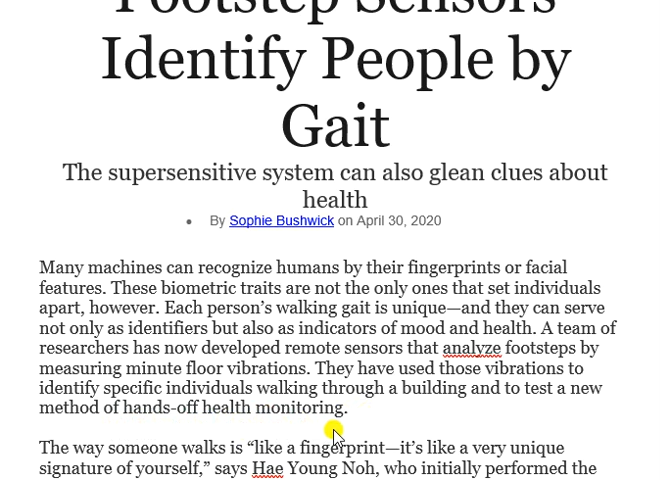 Footstep Sensors
Identify People by
Gait
The supersensitive system can also glean clues about
health
• By Sophie Bushwick on April 30, 2020
Many machines can recognize humans by their fingerprints or facial
features. These biometric traits are not the only ones that set individuals
apart, however. Each person’s walking gait is unique—and they can serve
not only as identifiers but also as indicators of mood and health. A team of
researchers has now developed remote sensors that analyze footsteps by
measuring minute floor vibrations. They have used those vibrations to
identify specific individuals walking through a building and to test a new
method of hands-off health monitoring.
The way someone walks is “like a fingerprint—it’s like a very unique
signature of yourself,” says Hae Young Noh, who initially performed the